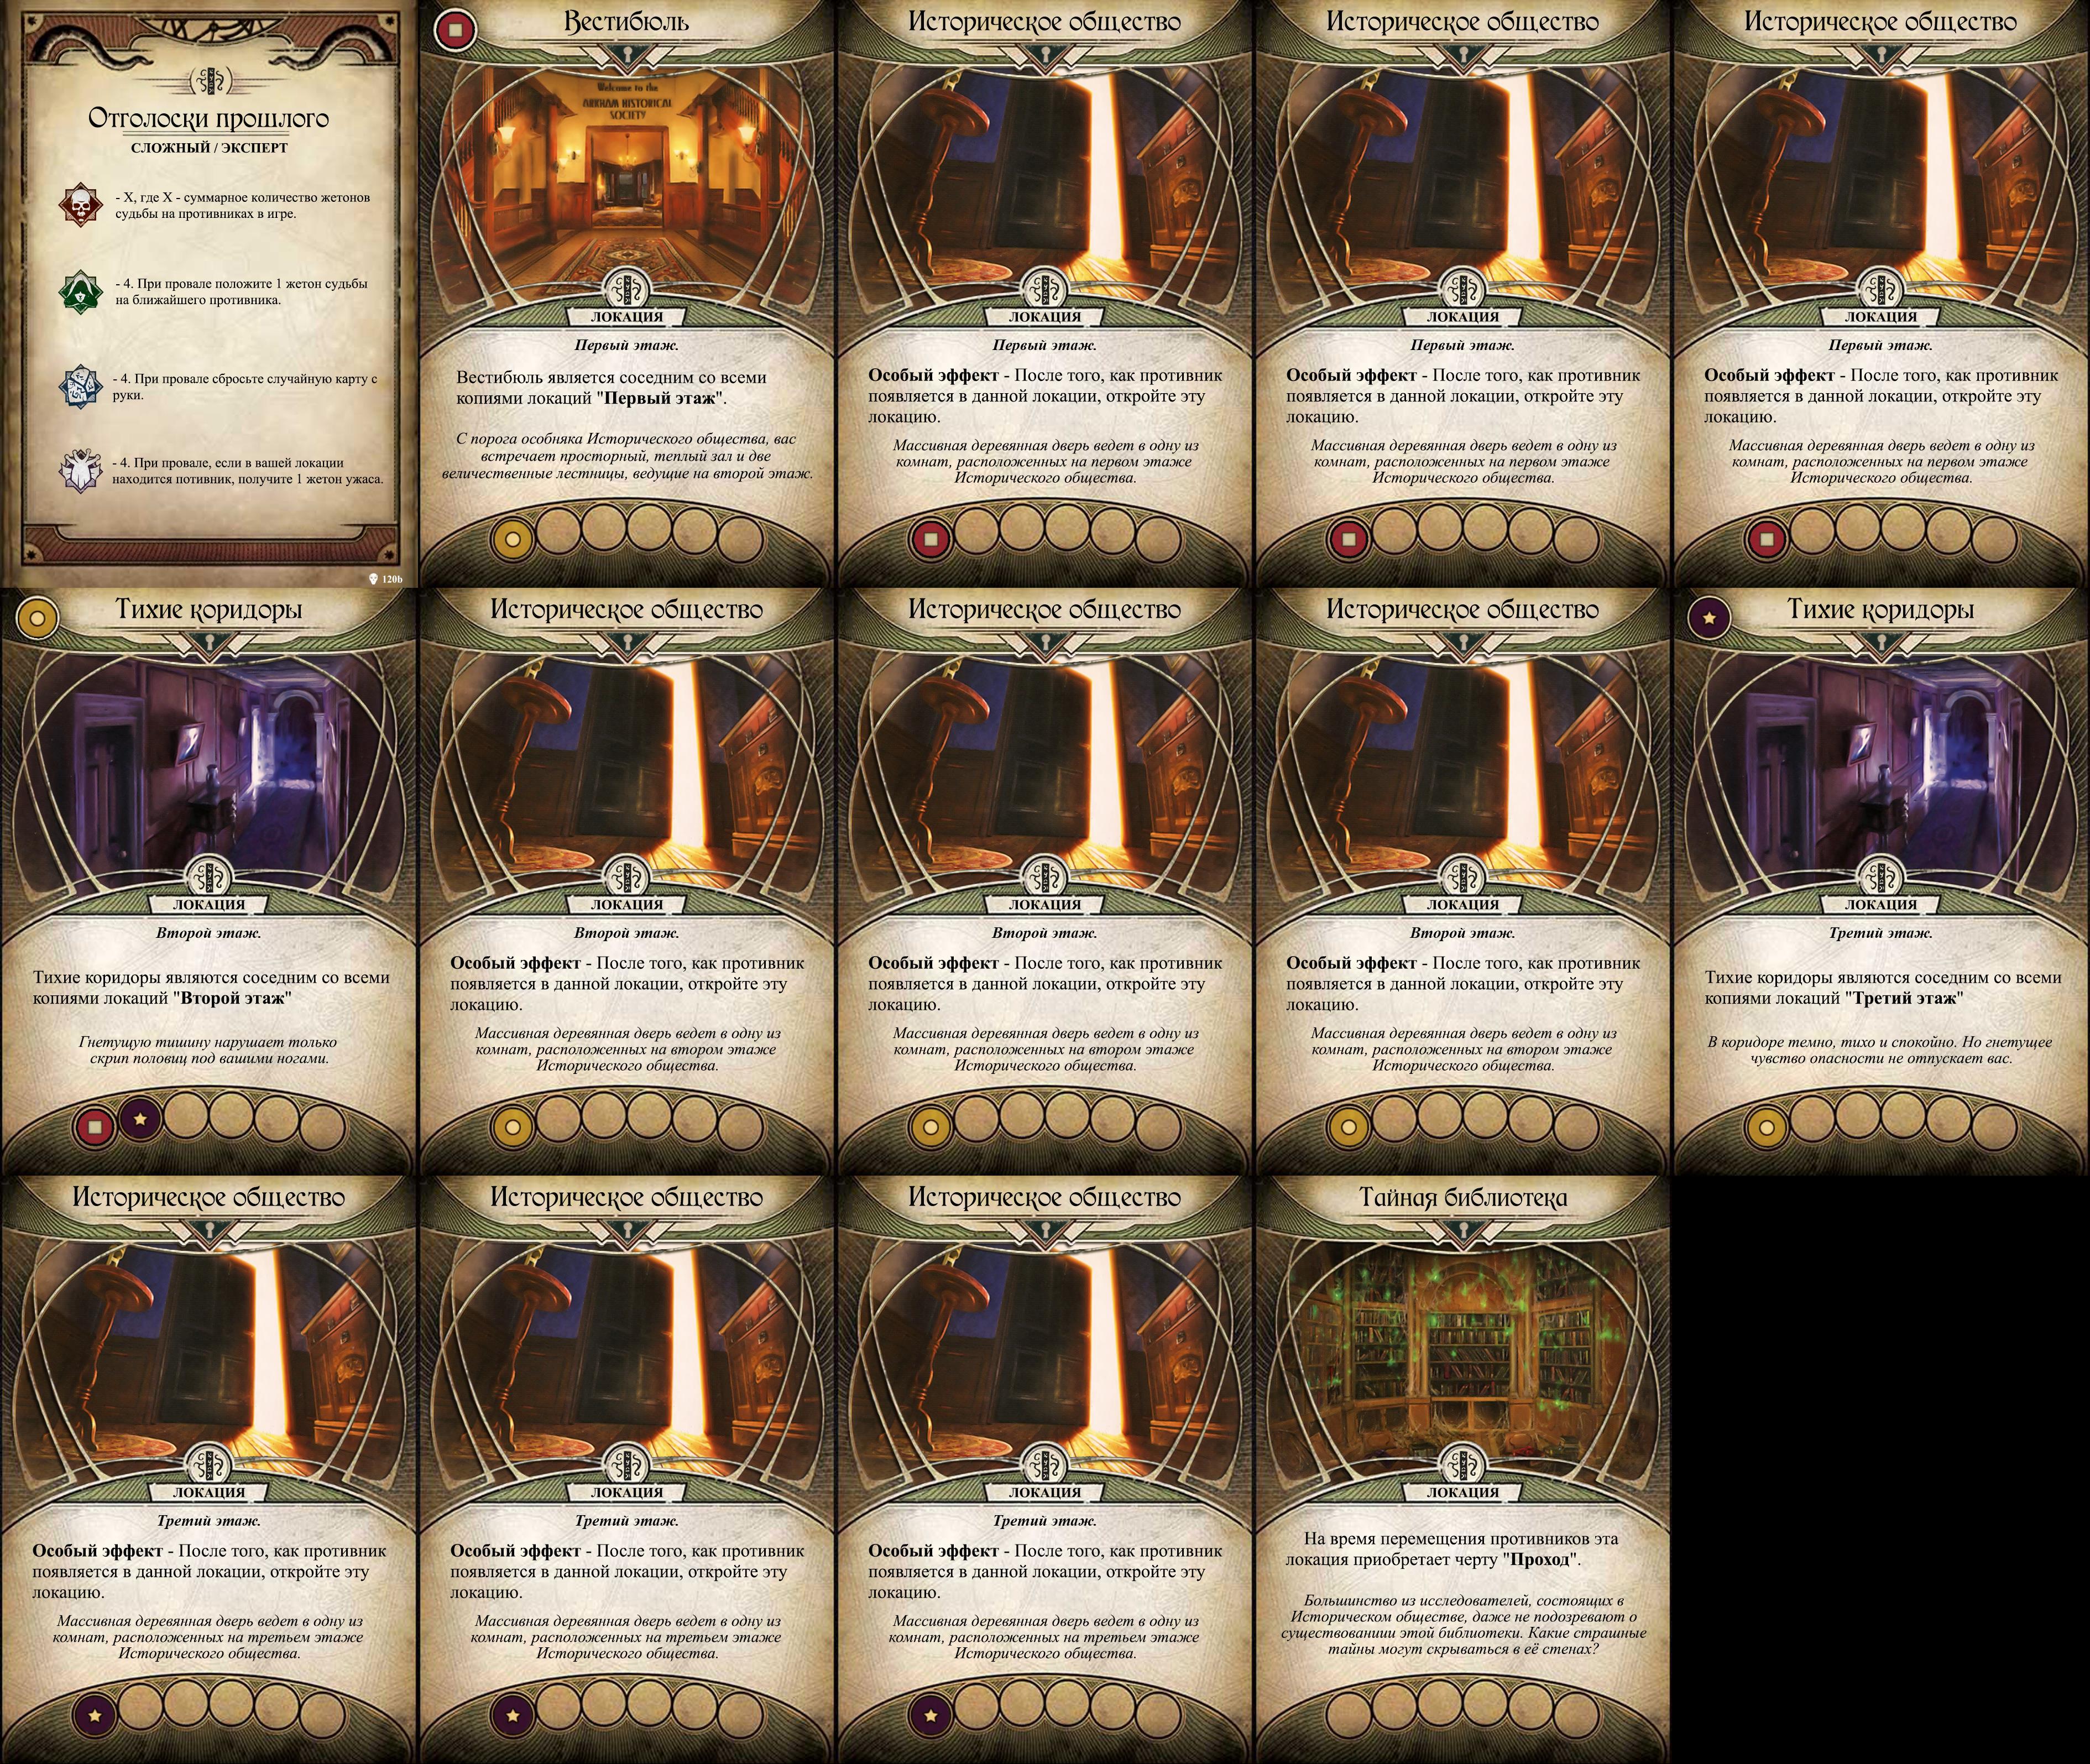 Отголоски прошлого
СЛОЖНЫЙ / ЭКСПЕРТ
- X, где X - суммарное количество жетонов
судьбы на противниках в игре.
- 4. При провале положите 1 жетон судьбы
на ближайшего противника.
- 4. При провале сбросьте случайную карту с
руки.
- 4. При провале, если в вашей локации
находится потивник, получите 1 жетон ужаса.
120b
Вестибюль
Welcome to the
ARKHAM HISTORICAL
SOCIETY
ЛОКАЦИЯ
Первый этаж.
Вестибюль является соседним со всеми
копиями локаций "Первый этаж".
С порога особняка Исторического общества, вас
встречает просторный, теплый зал и две
величественные лестницы, ведущие на второй этаж.
Историческое общество
ЛОКАЦИЯ
Первый этаж.
Особый эффект - После того, как противник
появляется в данной локации, откройте эту
локацию.
Массивная деревянная дверь ведет в одну из
комнат, расположенных на первом этаже
Исторического общества.
Историческое общество
ЛОКАЦИЯ
Первый этаж.
Особый эффект - После того, как противник
появляется в данной локации, откройте эту
локацию.
Массивная деревянная дверь ведет в одну из
комнат, расположенных на первом этаже
Исторического общества.
Историческое общество
ЛОКАЦИЯ
Первый этаж.
Особый эффект - После того, как противник
появляется в данной локации, откройте эту
локацию.
Массивная деревянная дверь ведет в одну из
комнат, расположенных на первом этаже
Исторического общества.
Тихие коридоры
ЛОКАЦИЯ
Второй этаж.
Тихие коридоры являются соседним со всеми
копиями локаций "Второй этаж"
Гнетущую тишину нарушает только
скрип половиц под вашими ногами.
Историческое общество
ЛОКАЦИЯ
Второй этаж.
Особый эффект - После того, как противник
появляется в данной локации, откройте эту
локацию.
Массивная деревянная дверь ведет в одну из
комнат, расположенных на втором этаже
Исторического общества.
Историческое общество
ЛОКАЦИЯ
Второй этаж.
Особый эффект - После того, как противник
появляется в данной локации, откройте эту
локацию.
Массивная деревянная дверь ведет в одну из
комнат, расположенных на втором этаже
Исторического общества.
Историческое общество
ЛОКАЦИЯ
Второй этаж.
Особый эффект - После того, как противник
появляется в данной локации, откройте эту
локацию.
Массивная деревянная дверь ведет в одну из
комнат, расположенных на втором этаже
Исторического общества.
Тихие коридоры
ЛОКАЦИЯ
Третий этаж.
Тихие коридоры являются соседним со всеми
копиями локаций "Третий этаж"
В коридоре темно, тихо и спокойно. Но гнетущее
чувство опасности не отпускает вас.
Историческое общество
ЛОКАЦИЯ
Третий этаж.
Особый эффект - После того, как противник
появляется в данной локации, откройте эту
локацию.
Массивная деревянная дверь ведет в одну из
комнат, расположенных на третьем этаже
Исторического общества.
Историческое общество
ЛОКАЦИЯ
Третий этаж.
Особый эффект - После того, как противник
появляется в данной локации, откройте эту
локацию.
Массивная деревянная дверь ведет в одну из
комнат, расположенных на третьем этаже
Исторического общества.
Историческое общество
ЛОКАЦИЯ
Третий этаж.
Особый эффект - После того, как противник
появляется в данной локации, откройте эту
локацию.
Массивная деревянная дверь ведет в одну из
комнат, расположенных на третьем этаже
Исторического общества.
Тайная библиотека
ЛОКАЦИЯ
На время перемещения противников эта
локация приобретает черту "Проход".
Большинство из исследователей, состоящих в
Историческом обществе, даже не подозревают о
существованиии этой библиотеки. Какие страшные
тайны могут скрываться в её стенах?